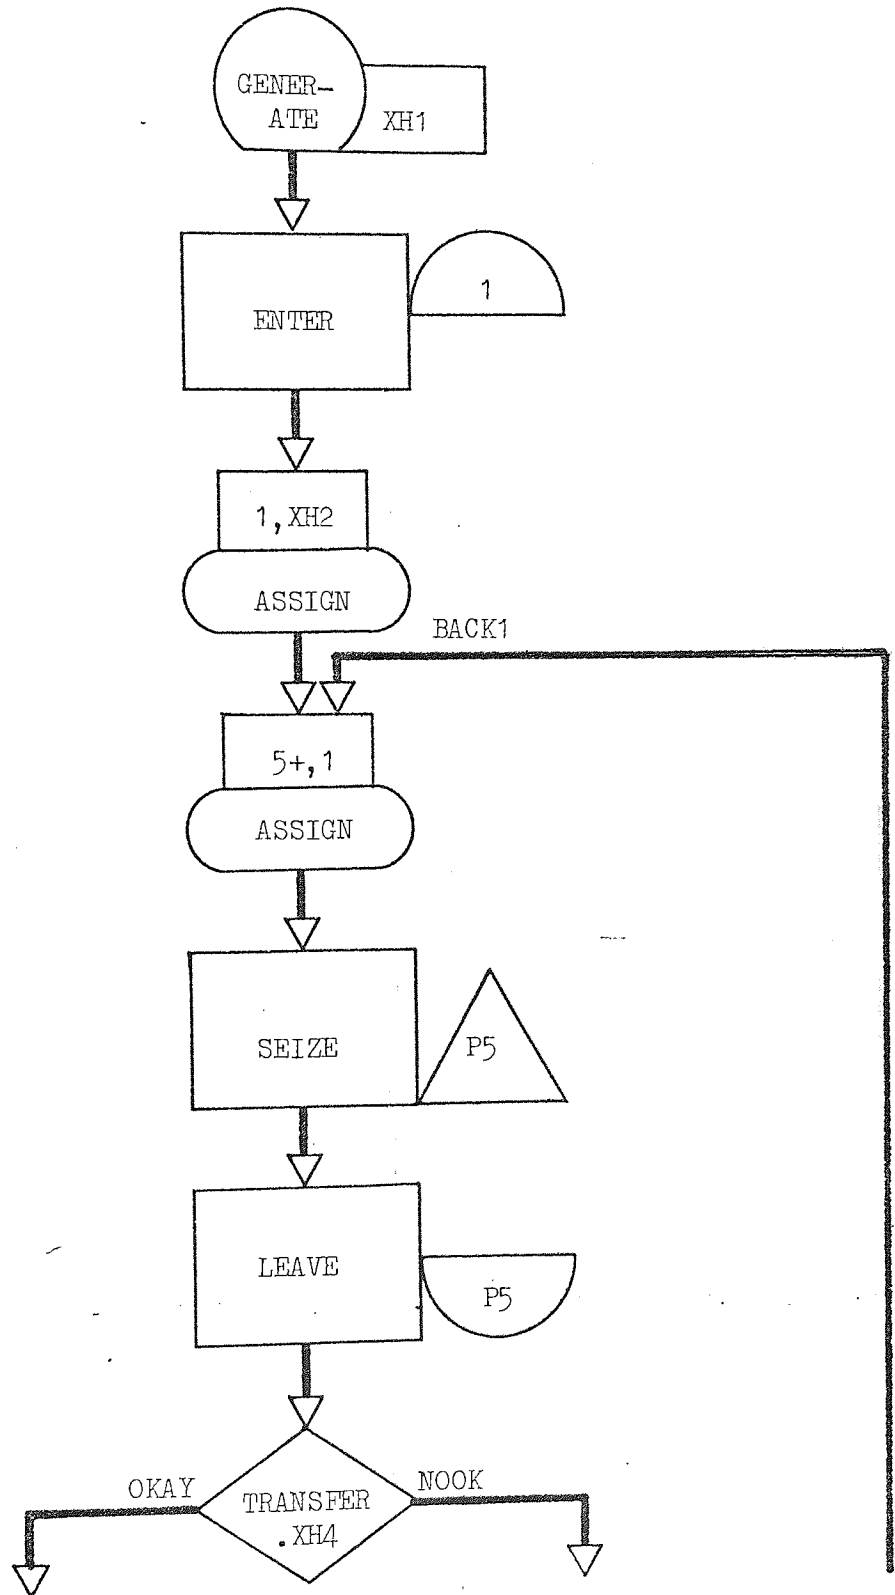 GENER-
ATE
XH1
ENTER
1
1,XH2
ASSIGN
BACK1
5+,1
ASSIGN
SEIZE
P5
LEAVE
P5
OKAY
NOOK
TRANSFER
.XH4